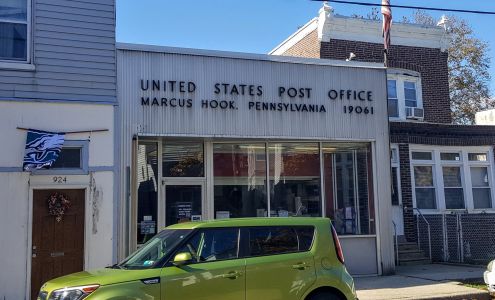 UNITED STATES POST OFFICE
MARCUS HOOK, PENNSYLVANIA 19061
924